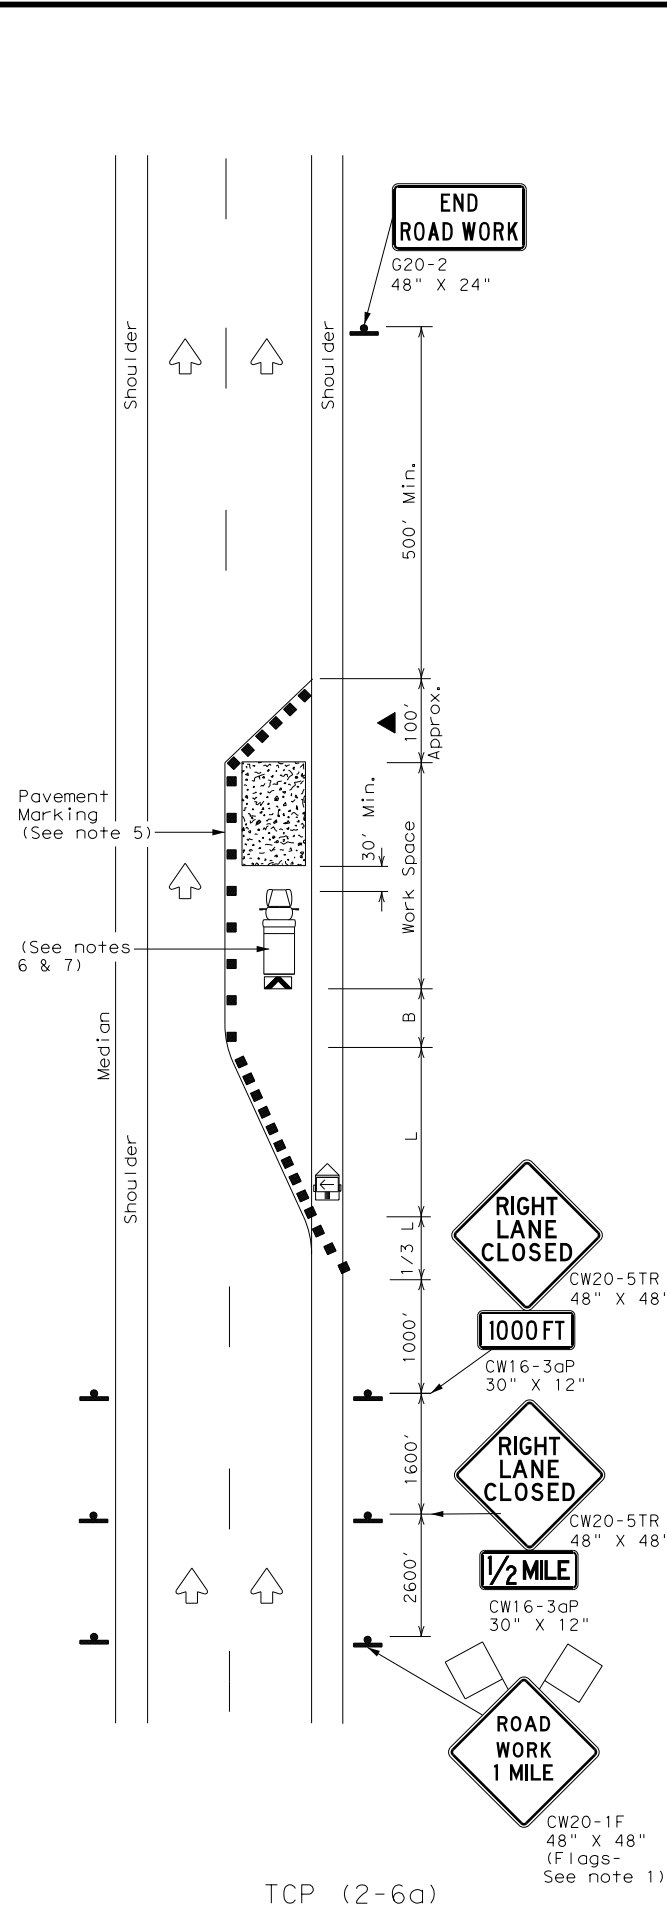 END
ROAD WORK
G20-2
48" X 24"
Shoulder
Shoulder
500' Min.
100'
Approx.
30' Min.
Pavement
Marking
(See note 5)
Work Space
(See notes
6 & 7)
B
Median
L
Shoulder
1/3 L
RIGHT
LANE
CLOSED
CW20-5TR
48" X 48"
1000 FT
1000'
CW16-3aP
30" X 12"
1600'
RIGHT
LANE
CLOSED
CW20-5TR
48" X 48"
1/2 MILE
2600'
CW16-3aP
30" X 12"
ROAD
WORK
1 MILE
CW20-1F
48" X 48"
(Flags-
See note 1)
TCP (2-6a)